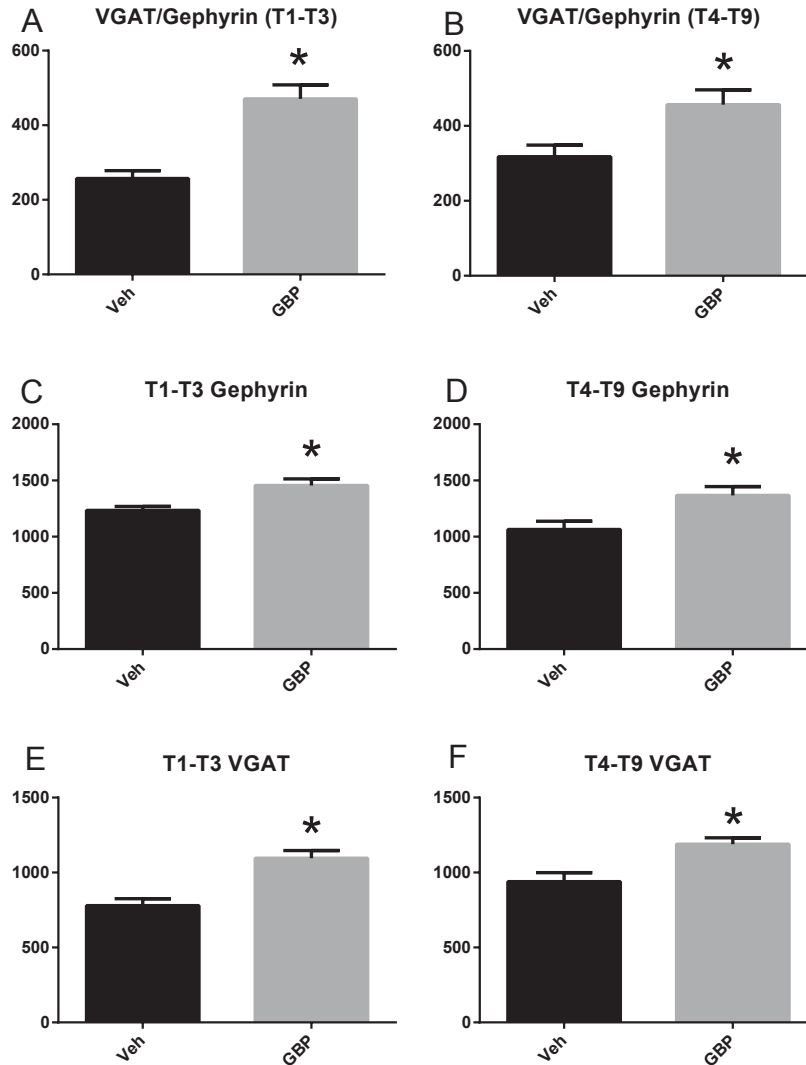 A
VGAT/Gephyrin (T1-T3)
600
400
200
0
*
Veh
GBP
B
VGAT/Gephyrin (T4-T9)
600
400
200
0
*
Veh
GBP
C
T1-T3 Gephyrin
2000
1500
1000
500
0
*
Veh
GBP
D
T4-T9 Gephyrin
2000
1500
1000
500
0
*
Veh
GBP
E
T1-T3 VGAT
1500
1000
500
0
*
Veh
GBP
F
T4-T9 VGAT
1500
1000
500
0
*
Veh
GBP